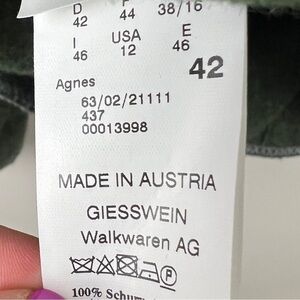 D F 38/16
42 44
I USA E
46 12 46
42
Agnes
63/02/21111
437
00013998
MADE IN AUSTRIA
GIESSWEIN
Walkwaren AG
P
100%